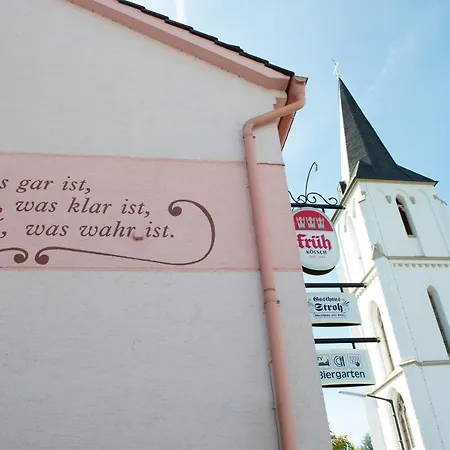 s gar ist,
, was klar ist,
, was wahr ist.
Früh
KÖLSCH
Gasthaus
Stroh
Biergarten